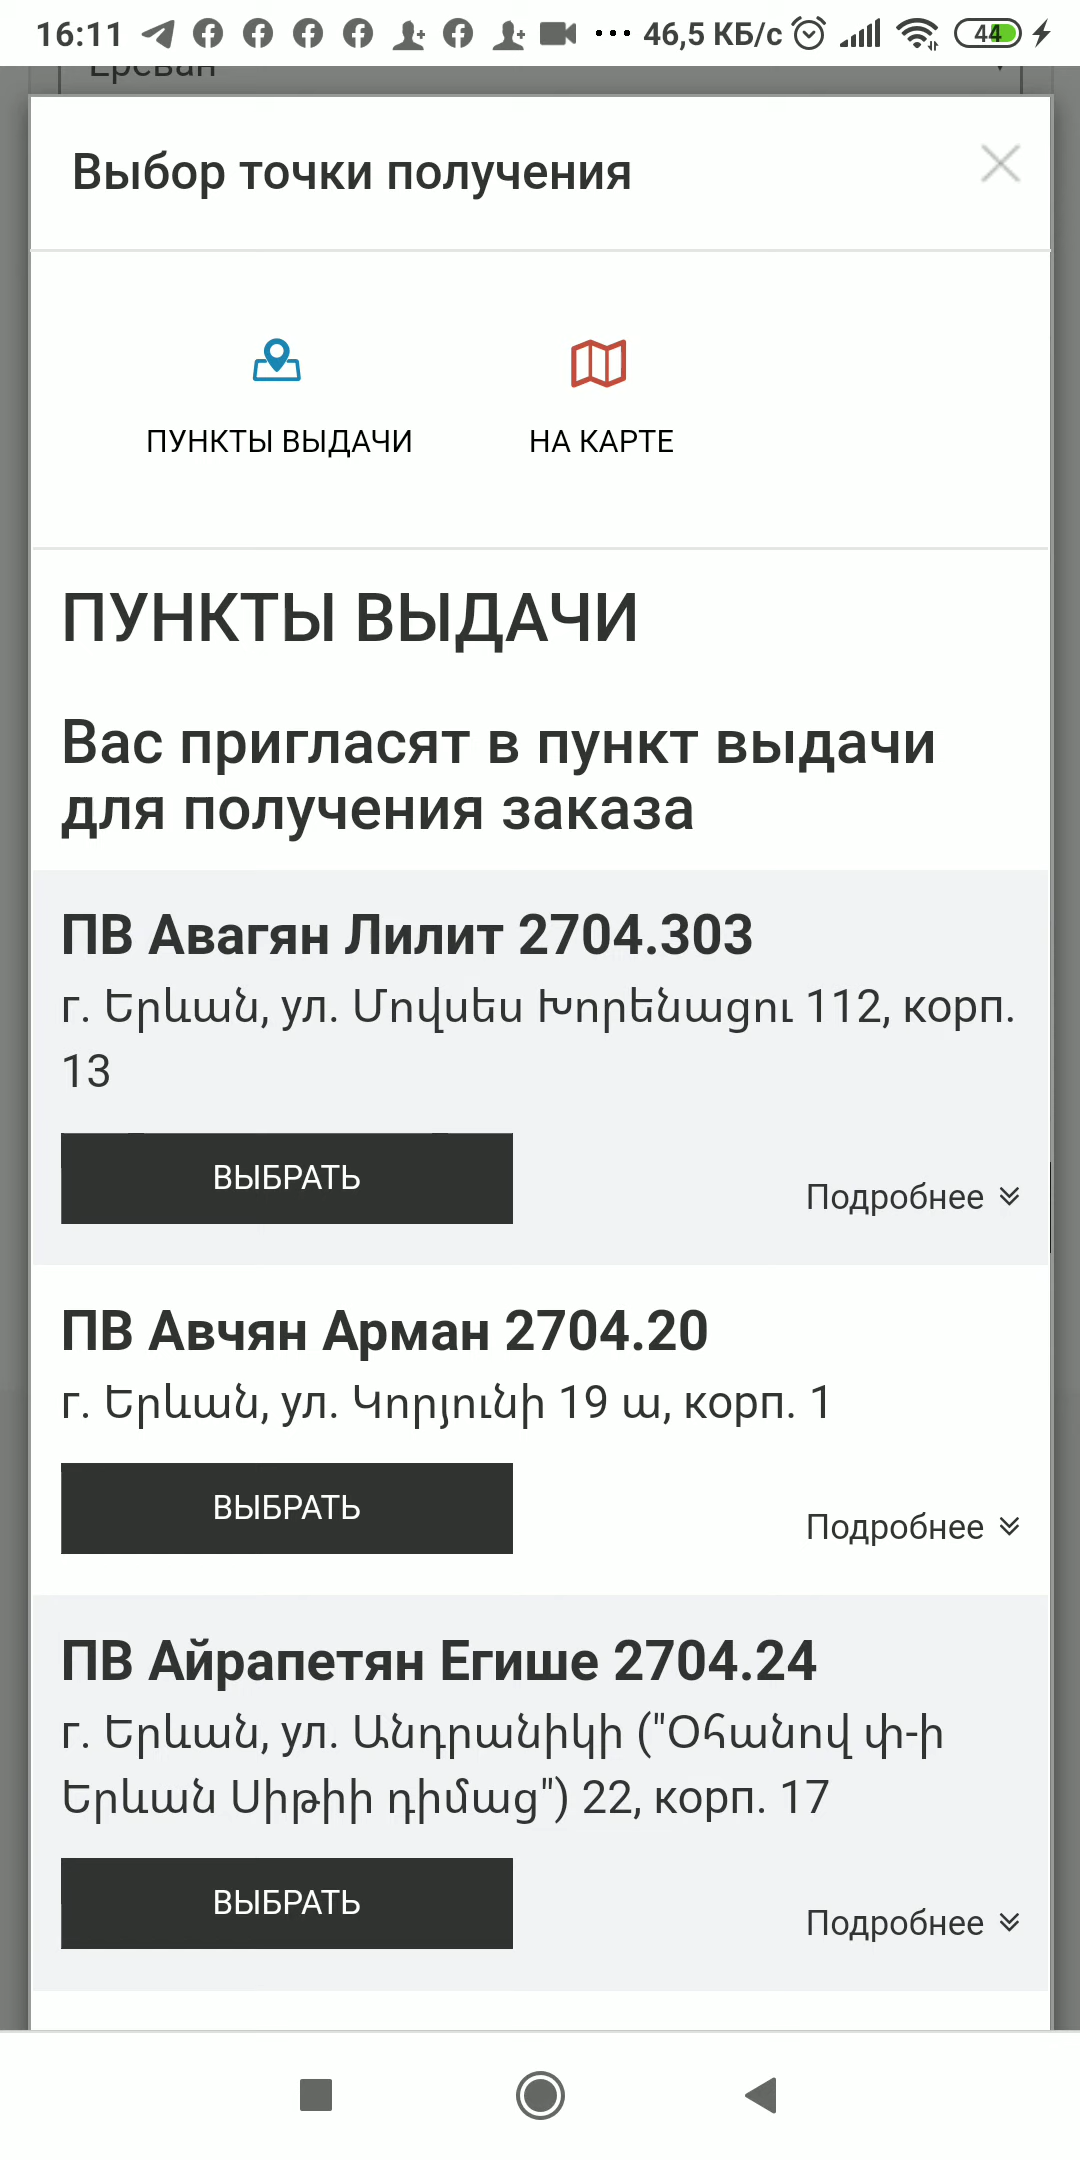 16:11
46,5 КБ/с
44
Ереван
Выбор точки получения
ПУНКТЫ ВЫДАЧИ
НА КАРТЕ
ПУНКТЫ ВЫДАЧИ
Вас пригласят в пункт выдачи
для получения заказа
ПВ Авагян Лилит 2704.303
г. Երևան, ул. Մովսես Խորենացու 112, корп.
13
ВЫБРАТЬ
Подробнее
ПВ Авчян Арман 2704.20
г. Երևան, ул. Կորյունի 19 ա, корп. 1
ВЫБРАТЬ
Подробнее
ПВ Айрапетян Егише 2704.24
г. Երևան, ул. Անդրանիկի ("Օհանով փ-ի
Երևան Սիթիի դիմաց") 22, корп. 17
ВЫБРАТЬ
Подробнее